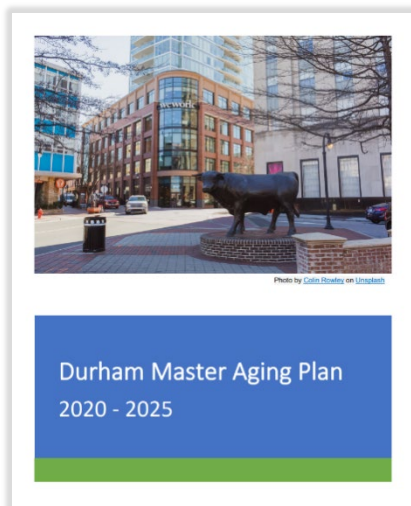 wework
Photo by Colin Rowley on Unsplash
Durham Master Aging Plan
2020 - 2025